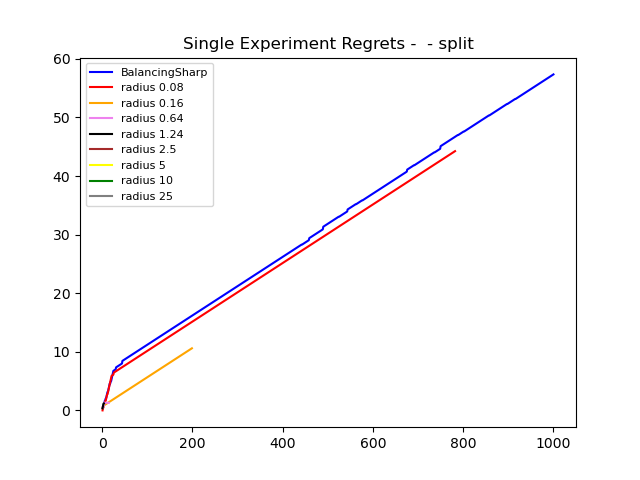 Single Experiment Regrets -  - split
60
50
40
30
20
10
0
BalancingSharp
radius 0.08
radius 0.16
radius 0.64
radius 1.24
radius 2.5
radius 5
radius 10
radius 25
0 200 400 600 800 1000